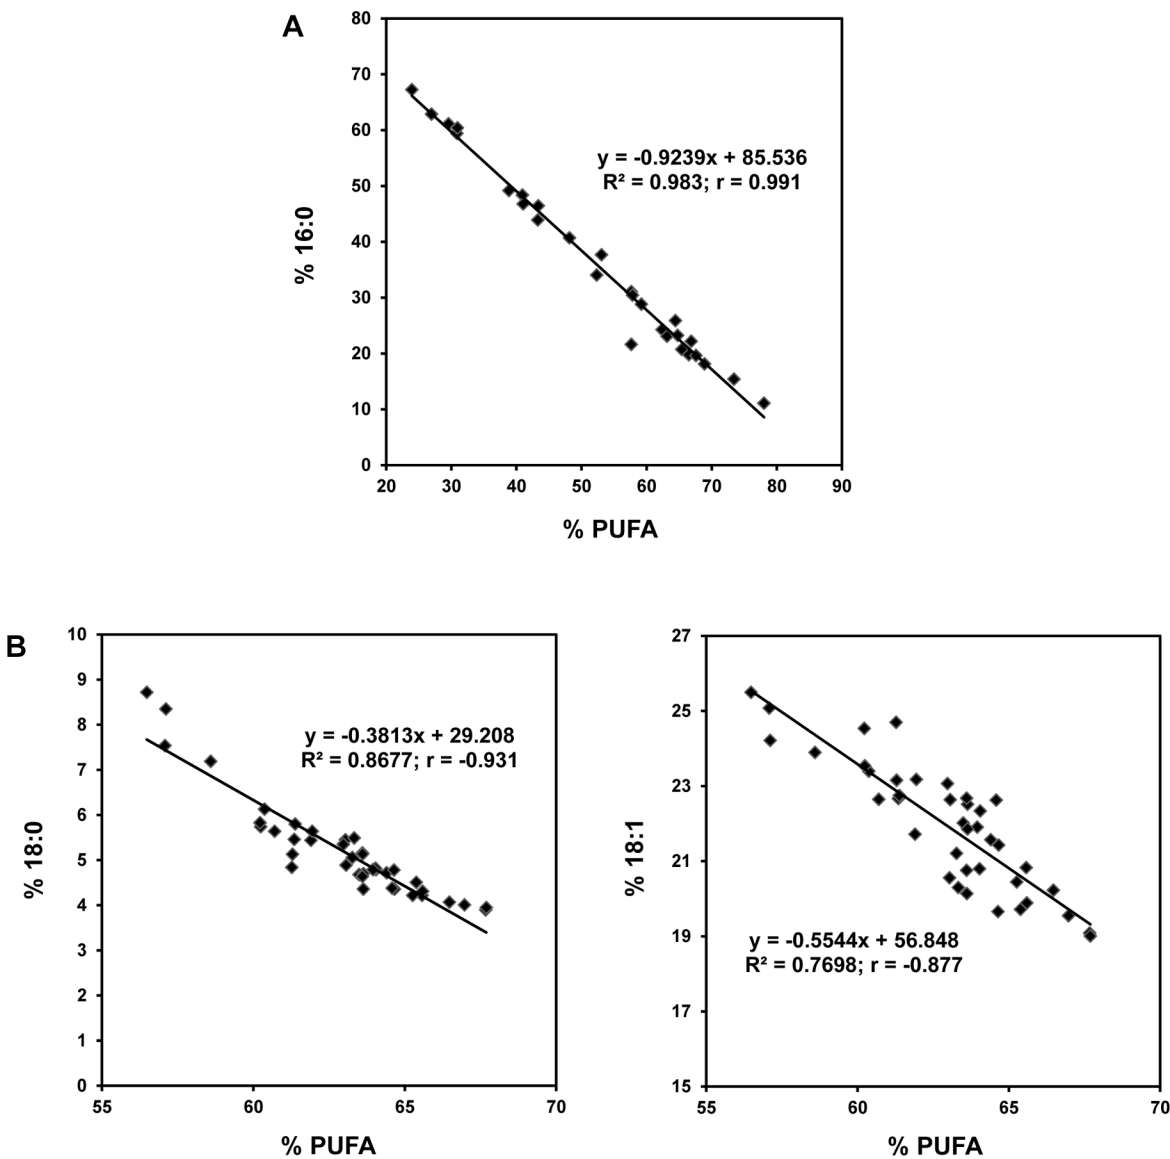 A
80
70
60
50
40
30
20
10
0
% 16:0
y = -0.9239x + 85.536
R² = 0.983; r = 0.991
20 30 40 50 60 70 80 90
% PUFA
B
10
9
8
7
6
5
4
3
2
1
0
% 18:0
y = -0.3813x + 29.208
R² = 0.8677; r = -0.931
55 60 65 70
% PUFA
27
25
23
21
19
17
15
% 18:1
y = -0.5544x + 56.848
R² = 0.7698; r = -0.877
55 60 65 70
% PUFA